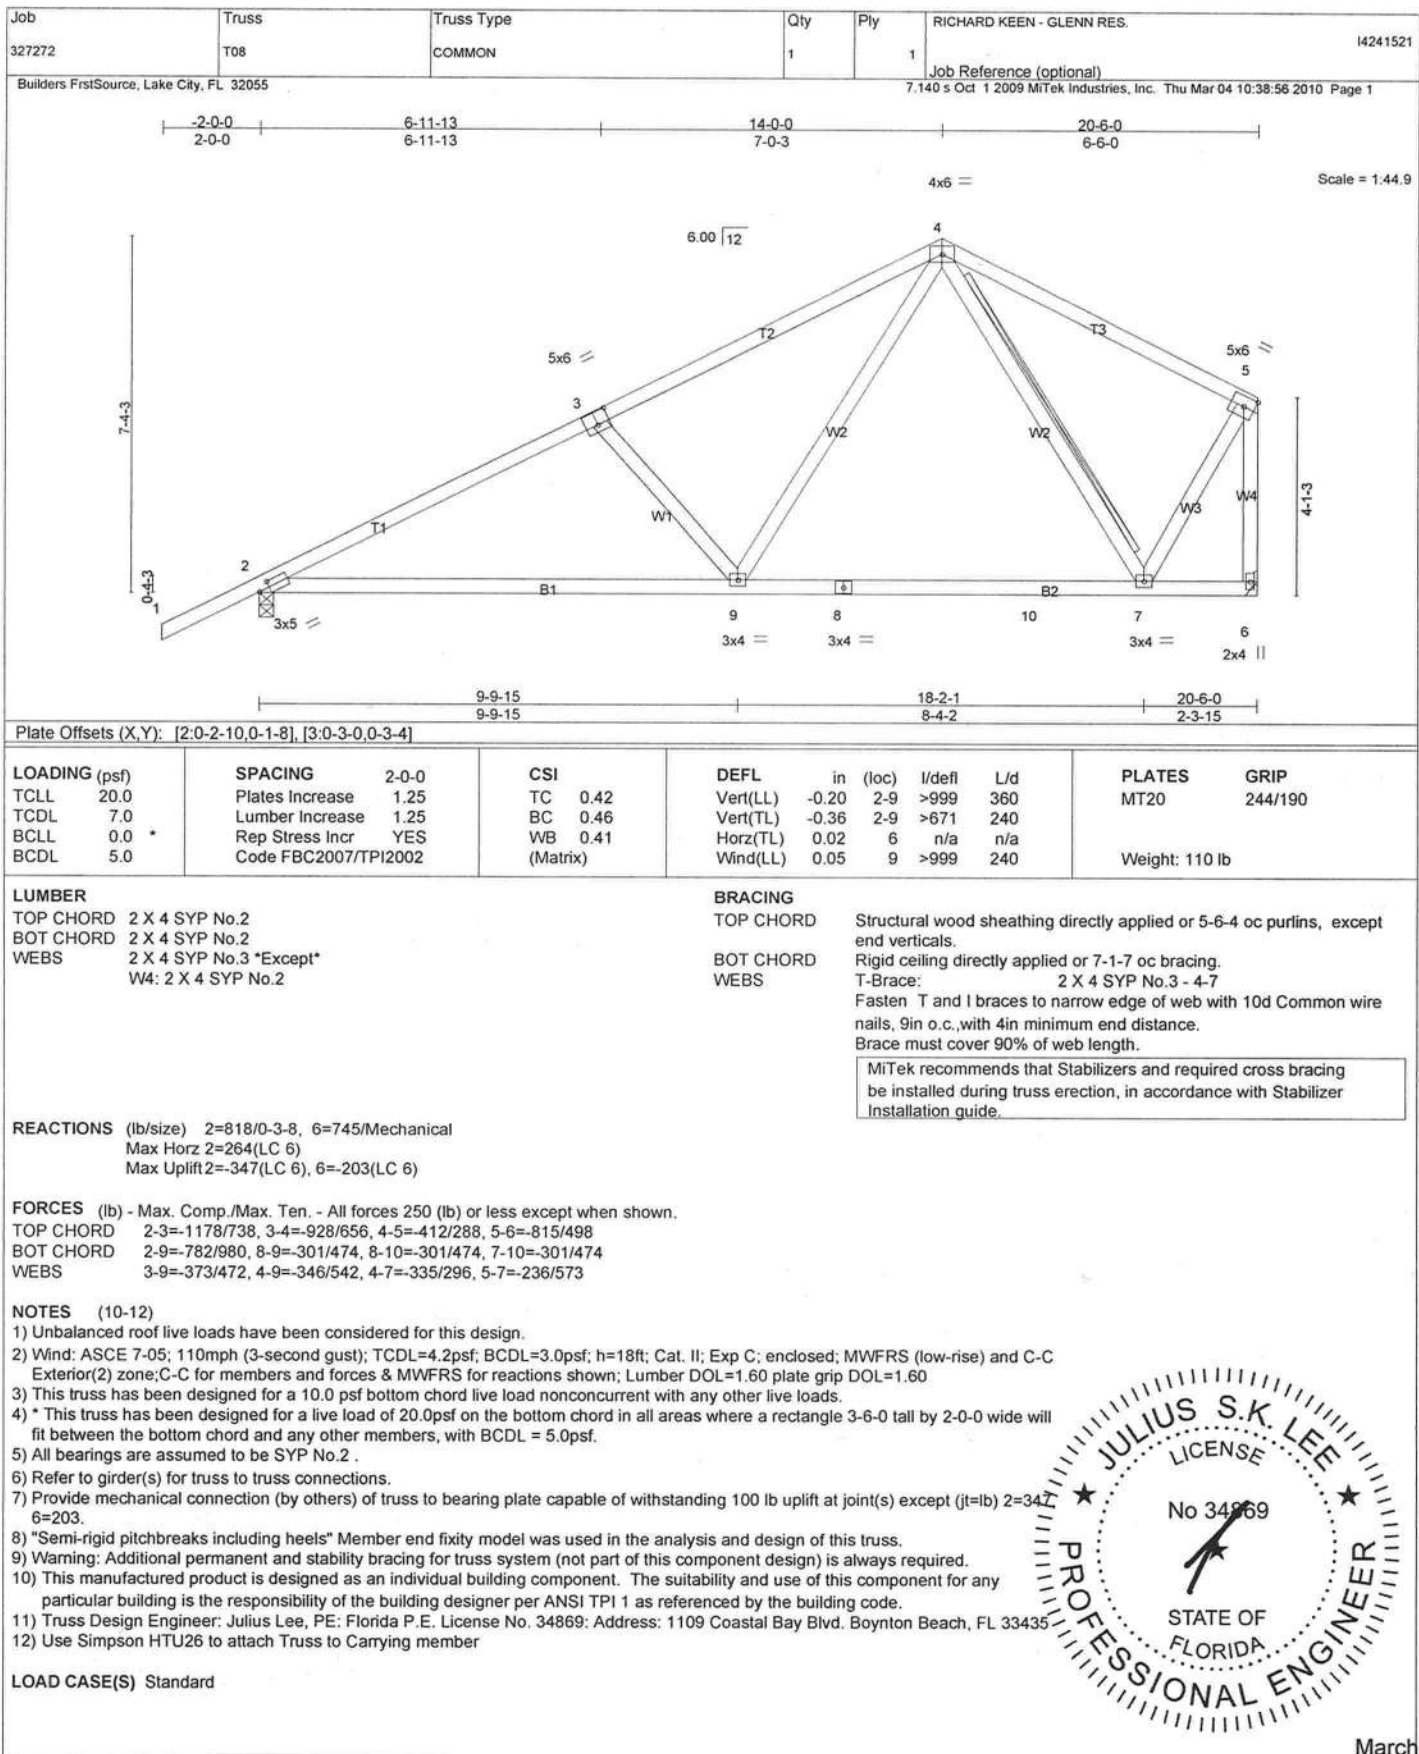 Job Truss Truss Type Qty Ply RICHARD KEEN - GLENN RES.
I4241521
327272 T08 COMMON 1 1
Job Reference (optional)
Builders FrstSource, Lake City, FL 32055 7.140 s Oct 1 2009 MiTek Industries, Inc. Thu Mar 04 10:38:56 2010 Page 1
-2-0-0 6-11-13 14-0-0 20-6-0
2-0-0 6-11-13 7-0-3 6-6-0
Scale = 1:44.9
4x6 =
4
6.00 12
T2
T3
5x6
5x6
5
3
7-4-3
W2
W2
4-1-3
W4
W3
W1
T1
2
0-4-3
1
B1
B2
3x5
9 8 10 7 6
3x4 = 3x4 = 3x4 =
2x4 ||
9-9-15 18-2-1 20-6-0
9-9-15 8-4-2 2-3-15
Plate Offsets (X,Y): [2:0-2-10,0-1-8], [3:0-3-0,0-3-4]
LOADING (psf) SPACING 2-0-0 CSI DEFL in (loc) l/defl L/d PLATES GRIP
TCLL 20.0 Plates Increase 1.25 TC 0.42 Vert(LL) -0.20 2-9 >999 360 MT20 244/190
TCDL 7.0 Lumber Increase 1.25 BC 0.46 Vert(TL) -0.36 2-9 >671 240
BCLL 0.0 * Rep Stress Incr YES WB 0.41 Horz(TL) 0.02 6 n/a n/a
BCDL 5.0 Code FBC2007/TPI2002 (Matrix) Wind(LL) 0.05 9 >999 240 Weight: 110 lb
LUMBER
TOP CHORD 2 X 4 SYP No.2
BOT CHORD 2 X 4 SYP No.2
WEBS 2 X 4 SYP No.3 *Except*
W4: 2 X 4 SYP No.2
BRACING
TOP CHORD Structural wood sheathing directly applied or 5-6-4 oc purlins, except
end verticals.
BOT CHORD Rigid ceiling directly applied or 7-1-7 oc bracing.
WEBS T-Brace: 2 X 4 SYP No.3 - 4-7
Fasten T and I braces to narrow edge of web with 10d Common wire
nails, 9in o.c.,with 4in minimum end distance.
Brace must cover 90% of web length.
MiTek recommends that Stabilizers and required cross bracing
be installed during truss erection, in accordance with Stabilizer
Installation guide.
REACTIONS (lb/size) 2=818/0-3-8, 6=745/Mechanical
Max Horz 2=264(LC 6)
Max Uplift 2=-347(LC 6), 6=-203(LC 6)
FORCES (lb) - Max. Comp./Max. Ten. - All forces 250 (lb) or less except when shown.
TOP CHORD 2-3=-1178/738, 3-4=-928/656, 4-5=-412/288, 5-6=-815/498
BOT CHORD 2-9=-782/980, 8-9=-301/474, 8-10=-301/474, 7-10=-301/474
WEBS 3-9=-373/472, 4-9=-346/542, 4-7=-335/296, 5-7=-236/573
NOTES (10-12)
1) Unbalanced roof live loads have been considered for this design.
2) Wind: ASCE 7-05; 110mph (3-second gust); TCDL=4.2psf; BCDL=3.0psf; h=18ft; Cat. II; Exp C; enclosed; MWFRS (low-rise) and C-C
Exterior(2) zone;C-C for members and forces & MWFRS for reactions shown; Lumber DOL=1.60 plate grip DOL=1.60
3) This truss has been designed for a 10.0 psf bottom chord live load nonconcurrent with any other live loads.
4) * This truss has been designed for a live load of 20.0psf on the bottom chord in all areas where a rectangle 3-6-0 tall by 2-0-0 wide will
fit between the bottom chord and any other members, with BCDL = 5.0psf.
5) All bearings are assumed to be SYP No.2 .
6) Refer to girder(s) for truss to truss connections.
7) Provide mechanical connection (by others) of truss to bearing plate capable of withstanding 100 lb uplift at joint(s) except (jt=lb) 2=347
6=203.
8) "Semi-rigid pitchbreaks including heels" Member end fixity model was used in the analysis and design of this truss.
9) Warning: Additional permanent and stability bracing for truss system (not part of this component design) is always required.
10) This manufactured product is designed as an individual building component. The suitability and use of this component for any
particular building is the responsibility of the building designer per ANSI TPI 1 as referenced by the building code.
11) Truss Design Engineer: Julius Lee, PE: Florida P.E. License No. 34869: Address: 1109 Coastal Bay Blvd. Boynton Beach, FL 33435
12) Use Simpson HTU26 to attach Truss to Carrying member
LOAD CASE(S) Standard
JULIUS S.K. LEE
LICENSE
No 34869
STATE OF
FLORIDA
PROFESSIONAL ENGINEER
March